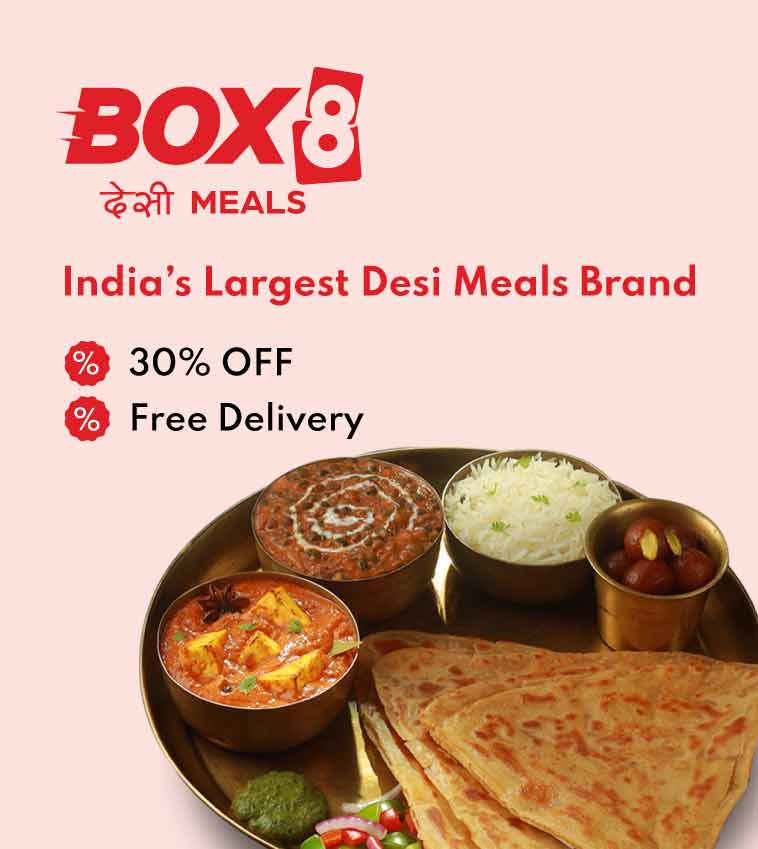 BOX8
देसी MEALS
India’s Largest Desi Meals Brand
% 30% OFF
% Free Delivery